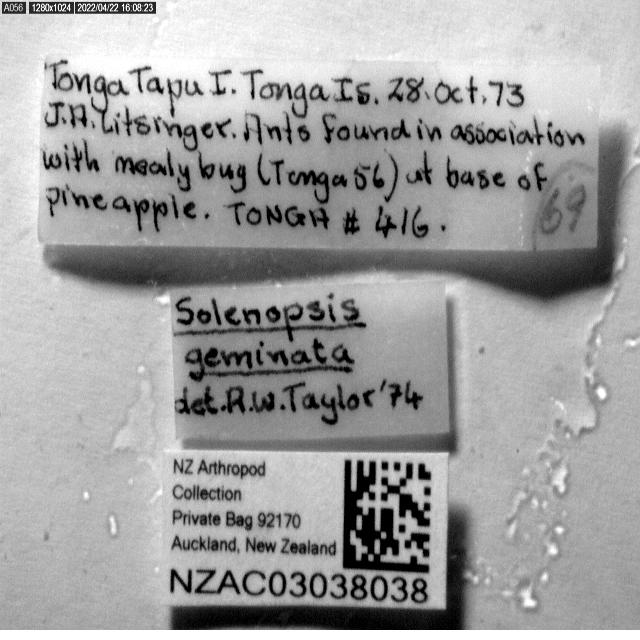 A056 1280x1024 2022/04/22 16:08:23
Tonga Tapu I. Tonga Is. 28.Oct.73
J.A. Litsinger. Ants found in association
with mealy bug (Tonga 56) at base of
pineapple. TONGA # 416.
69
Solenopsis
geminata
det. R.W. Taylor '74
NZ Arthropod
Collection
Private Bag 92170
Auckland, New Zealand
NZAC03038038